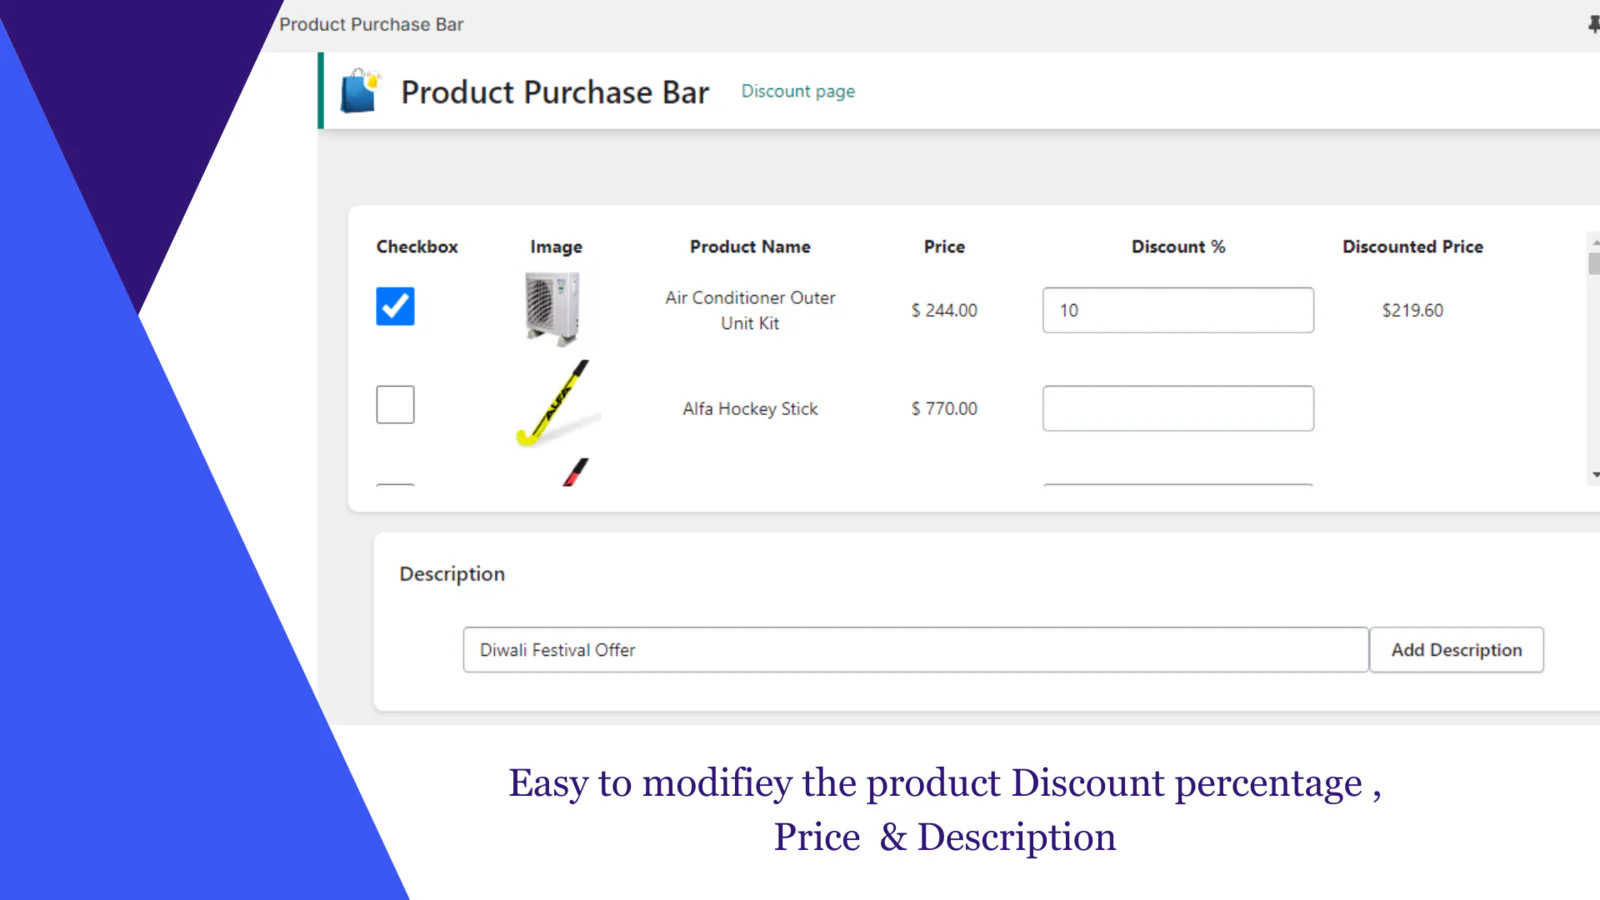 Product Purchase Bar
Product Purchase Bar Discount page
Checkbox Image Product Name Price Discount % Discounted Price
Air Conditioner Outer
Unit Kit
$ 244.00 10 $219.60
ALFA
Alfa Hockey Stick $ 770.00
Description
Diwali Festival Offer Add Description
Easy to modifiey the product Discount percentage ,
Price & Description